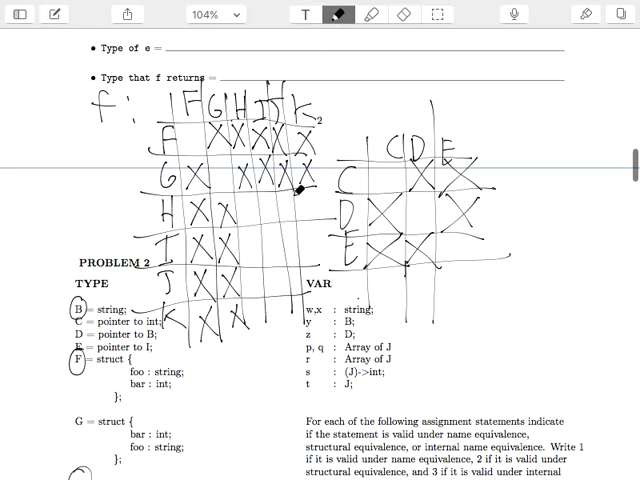 104%
T
• Type of e =
• Type that f returns =
f: F G H I J K
2
F X X X X X
G X X X X X
H X X
I X X
J X X
K X X
C D E
C X X
D X X
E X X
PROBLEM 2
TYPE
B = string;
C = pointer to int;
D = pointer to B;
E = pointer to I;
F = struct {
foo : string;
bar : int;
};
G = struct {
bar : int;
foo : string;
};
VAR
w,x : string;
y : B;
z : D;
p, q : Array of J
r : Array of J
s : (J)->int;
t : J;
For each of the following assignment statements indicate
if the statement is valid under name equivalence,
structural equivalence, or internal name equivalence. Write 1
if it is valid under name equivalence, 2 if it is valid under
structural equivalence, and 3 if it is valid under internal